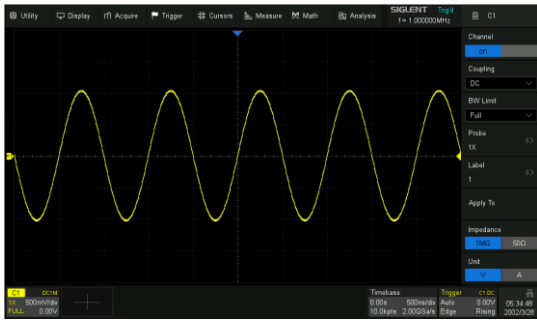 Utility Display Acquire Trigger Cursors Measure Math Analysis
SIGLENT Trig'd
f = 1.000000MHz
C1
Channel
on
Coupling
DC
BW Limit
Full
Probe
1X
Label
1
Apply To
Impedance
1MΩ 50Ω
Unit
V A
C1 DC1M
1X 500mV/div
FULL 0.00V
Timebase
0.00s 500ns/div
10.0kpts 2.00GSa/s
Trigger C1 DC
Auto 0.00V
Edge Rising
05:34:48
2002/3/26